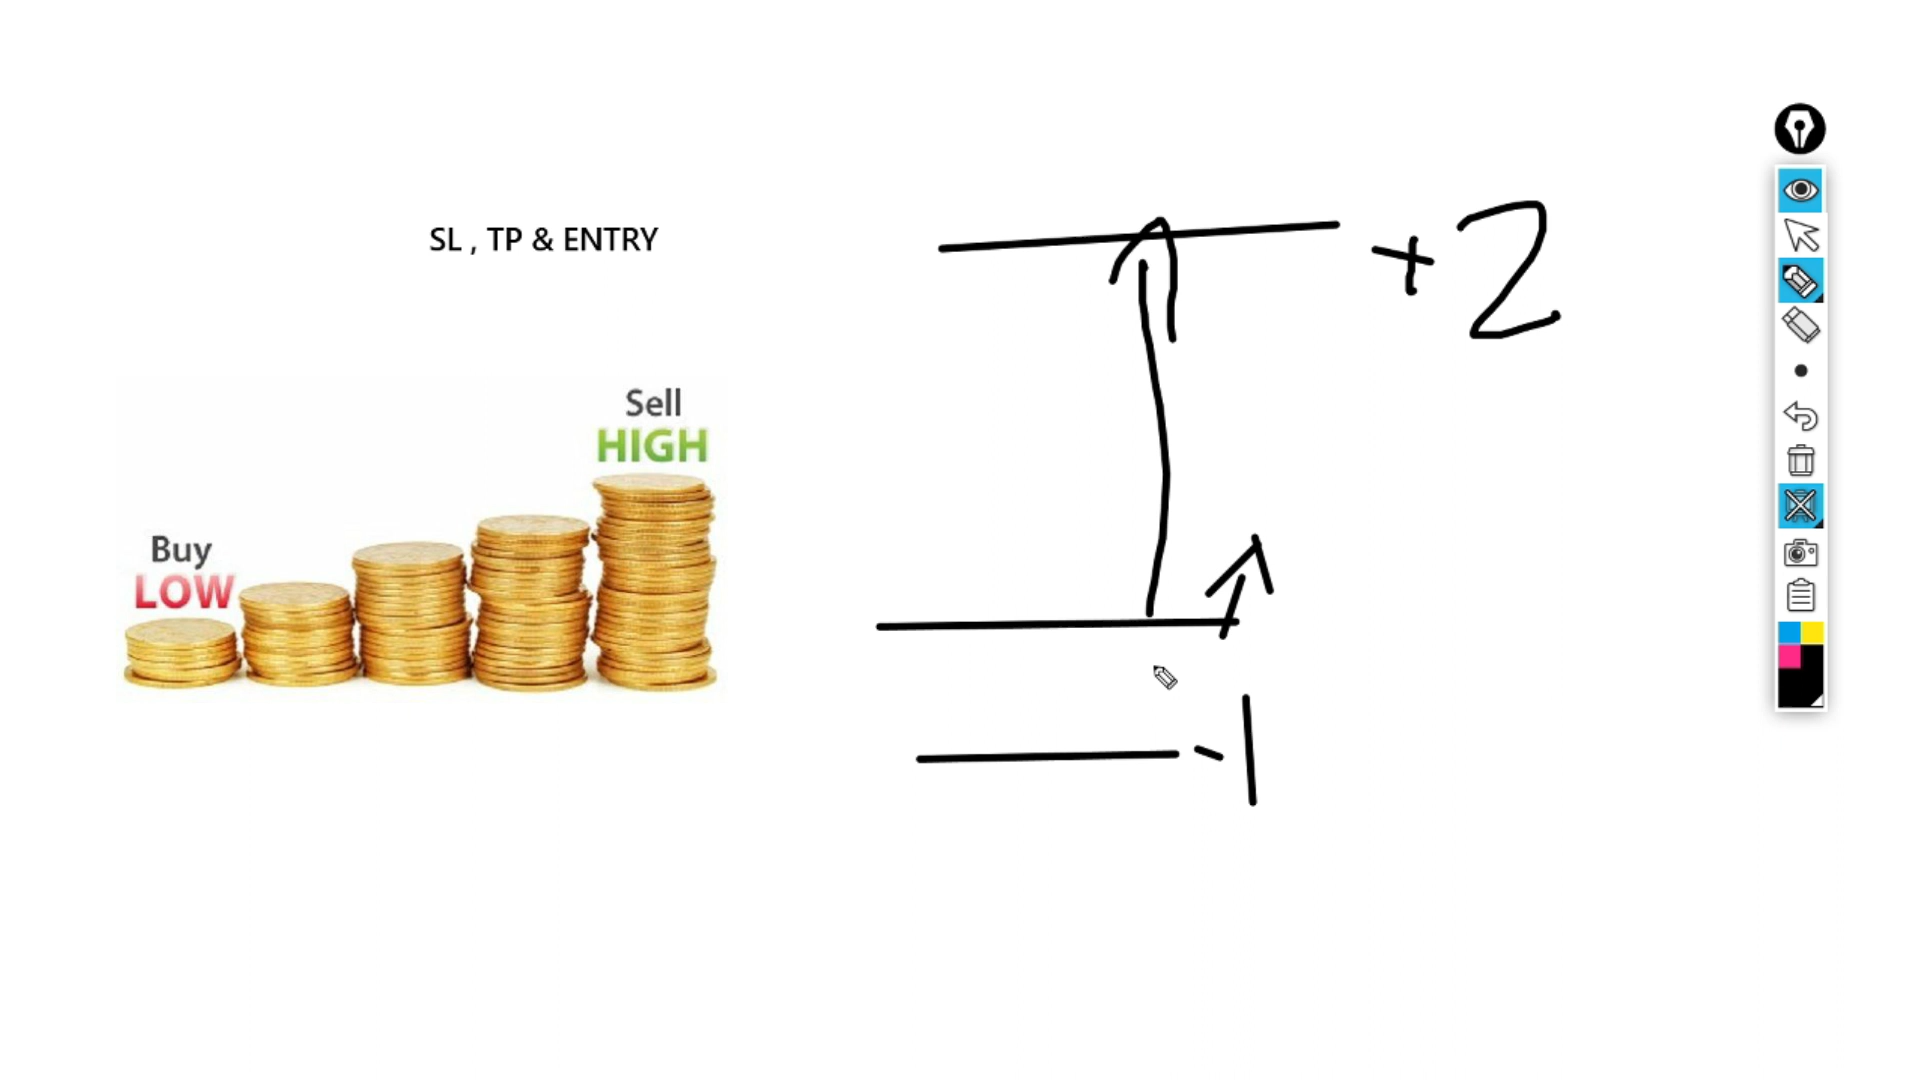 SL , TP & ENTRY
Sell
HIGH
Buy
LOW
+2
-1